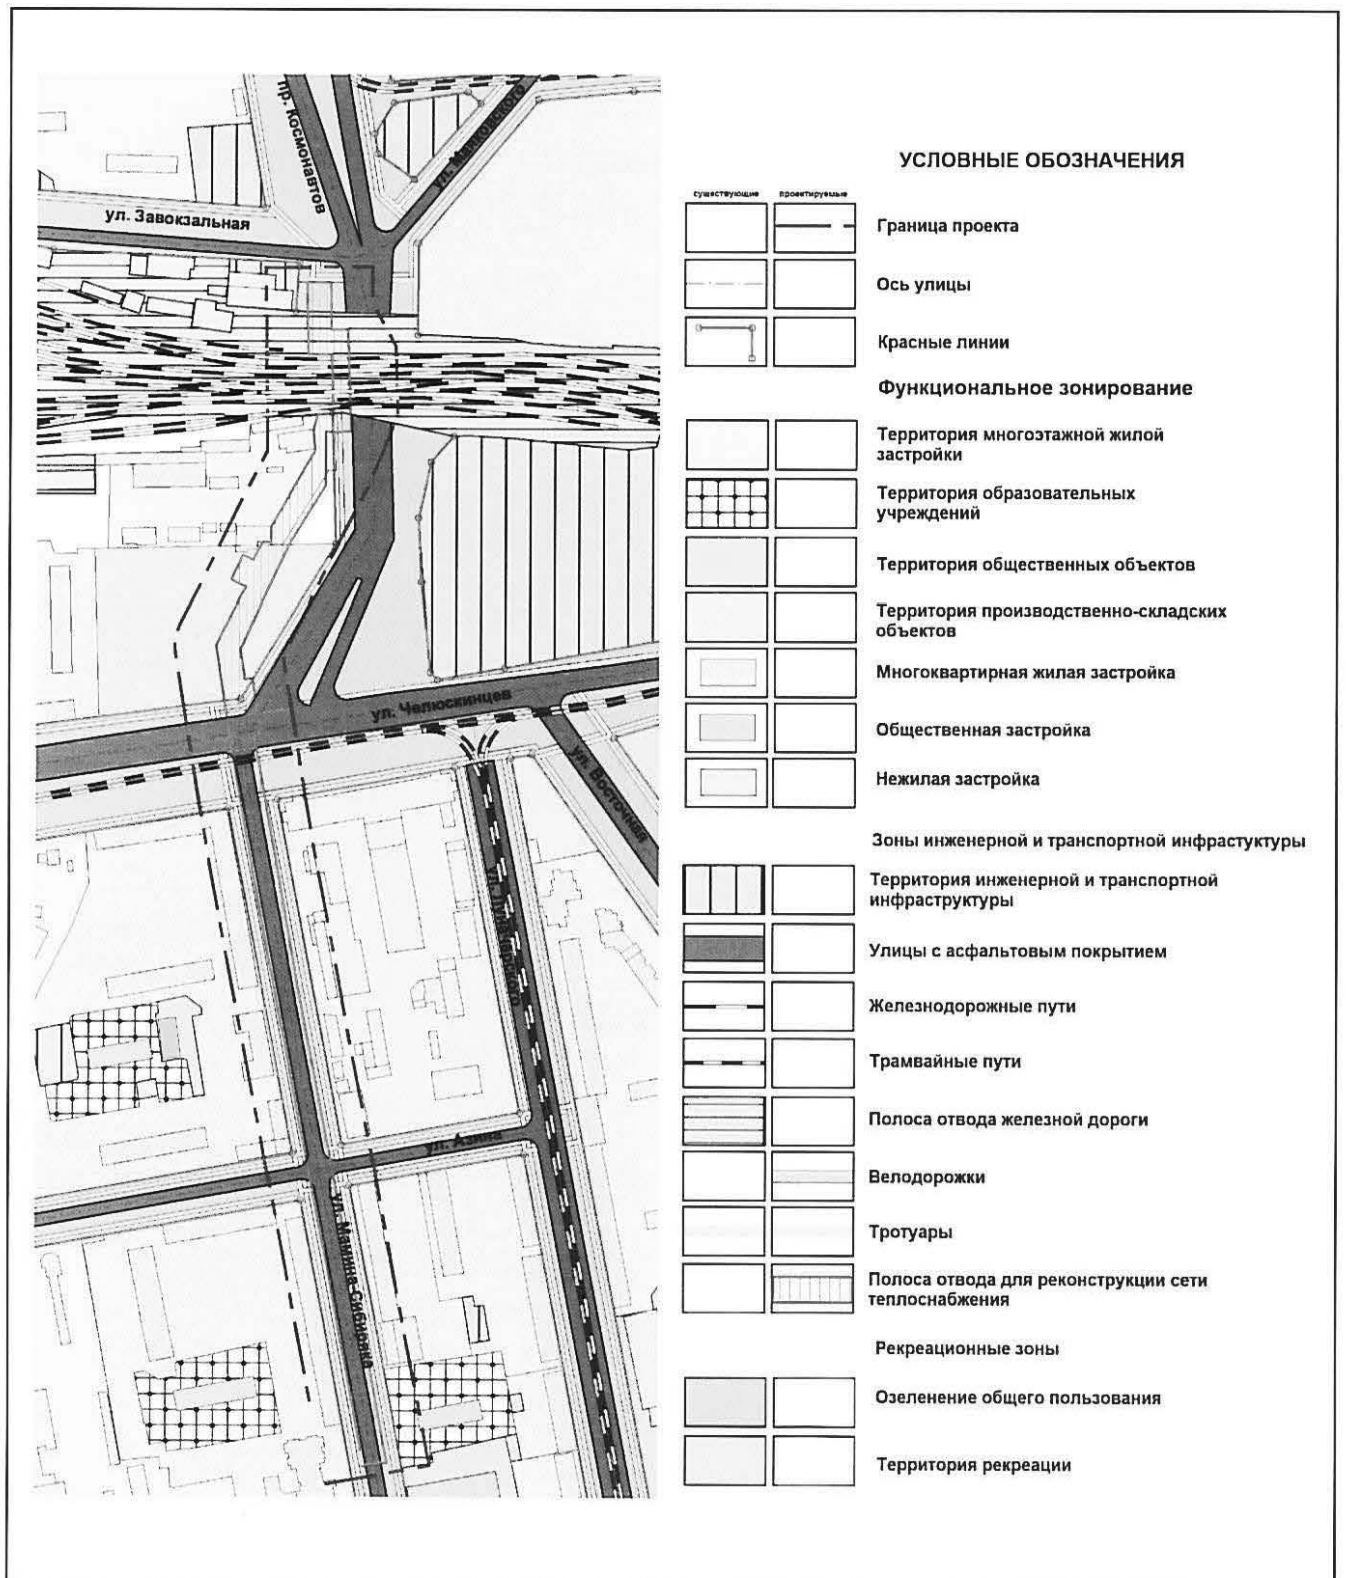 пр. Космонавтов
ул. Завокзальная
ул. Челюскинцев
ул. Восточная
ул. Азина
ул. Мамина-Сибиряка
УСЛОВНЫЕ ОБОЗНАЧЕНИЯ
существующие проектируемые
Граница проекта
Ось улицы
Красные линии
Функциональное зонирование
Территория многоэтажной жилой
застройки
Территория образовательных
учреждений
Территория общественных объектов
Территория производственно-складских
объектов
Многоквартирная жилая застройка
Общественная застройка
Нежилая застройка
Зоны инженерной и транспортной инфрастуктуры
Территория инженерной и транспортной
инфраструктуры
Улицы с асфальтовым покрытием
Железнодорожные пути
Трамвайные пути
Полоса отвода железной дороги
Велодорожки
Тротуары
Полоса отвода для реконструкции сети
теплоснабжения
Рекреационные зоны
Озеленение общего пользования
Территория рекреации